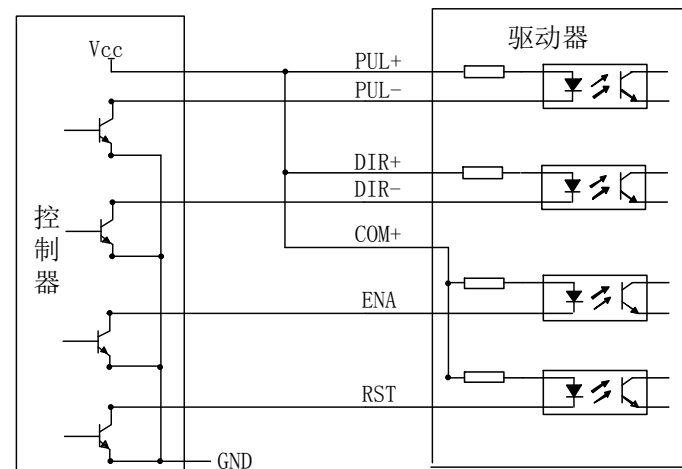 驱动器
Vcc
PUL+
PUL-
DIR+
DIR-
控制器
COM+
ENA
RST
GND